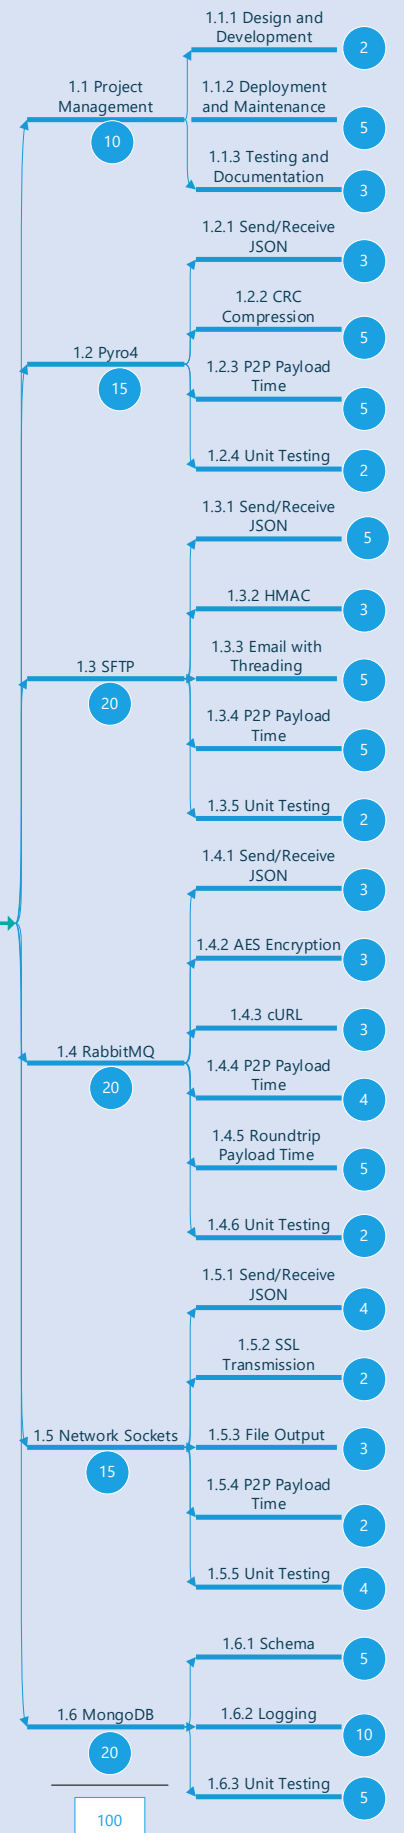 1.1 Project
Management
10
1.1.1 Design and
Development
2
1.1.2 Deployment
and Maintenance
5
1.1.3 Testing and
Documentation
3
1.2 Pyro4
15
1.2.1 Send/Receive
JSON
3
1.2.2 CRC
Compression
5
1.2.3 P2P Payload
Time
5
1.2.4 Unit Testing
2
1.3 SFTP
20
1.3.1 Send/Receive
JSON
5
1.3.2 HMAC
3
1.3.3 Email with
Threading
5
1.3.4 P2P Payload
Time
5
1.3.5 Unit Testing
2
1.4 RabbitMQ
20
1.4.1 Send/Receive
JSON
3
1.4.2 AES Encryption
3
1.4.3 cURL
3
1.4.4 P2P Payload
Time
4
1.4.5 Roundtrip
Payload Time
5
1.4.6 Unit Testing
2
1.5 Network Sockets
15
1.5.1 Send/Receive
JSON
4
1.5.2 SSL
Transmission
2
1.5.3 File Output
3
1.5.4 P2P Payload
Time
2
1.5.5 Unit Testing
4
1.6 MongoDB
20
1.6.1 Schema
5
1.6.2 Logging
10
1.6.3 Unit Testing
5
100